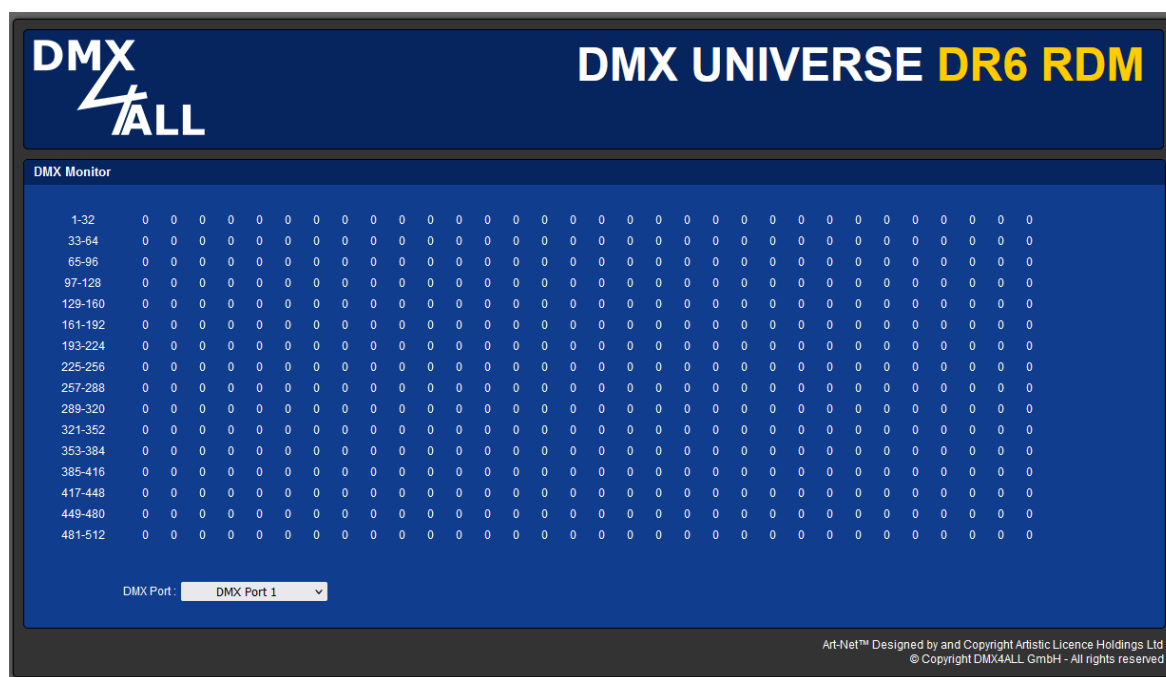 DMX
4ALL
DMX UNIVERSE DR6 RDM
DMX Monitor
1-32 0 0 0 0 0 0 0 0 0 0 0 0 0 0 0 0 0 0 0 0 0 0 0 0 0 0 0 0 0 0 0 0
33-64 0 0 0 0 0 0 0 0 0 0 0 0 0 0 0 0 0 0 0 0 0 0 0 0 0 0 0 0 0 0 0 0
65-96 0 0 0 0 0 0 0 0 0 0 0 0 0 0 0 0 0 0 0 0 0 0 0 0 0 0 0 0 0 0 0 0
97-128 0 0 0 0 0 0 0 0 0 0 0 0 0 0 0 0 0 0 0 0 0 0 0 0 0 0 0 0 0 0 0 0
129-160 0 0 0 0 0 0 0 0 0 0 0 0 0 0 0 0 0 0 0 0 0 0 0 0 0 0 0 0 0 0 0 0
161-192 0 0 0 0 0 0 0 0 0 0 0 0 0 0 0 0 0 0 0 0 0 0 0 0 0 0 0 0 0 0 0 0
193-224 0 0 0 0 0 0 0 0 0 0 0 0 0 0 0 0 0 0 0 0 0 0 0 0 0 0 0 0 0 0 0 0
225-256 0 0 0 0 0 0 0 0 0 0 0 0 0 0 0 0 0 0 0 0 0 0 0 0 0 0 0 0 0 0 0 0
257-288 0 0 0 0 0 0 0 0 0 0 0 0 0 0 0 0 0 0 0 0 0 0 0 0 0 0 0 0 0 0 0 0
289-320 0 0 0 0 0 0 0 0 0 0 0 0 0 0 0 0 0 0 0 0 0 0 0 0 0 0 0 0 0 0 0 0
321-352 0 0 0 0 0 0 0 0 0 0 0 0 0 0 0 0 0 0 0 0 0 0 0 0 0 0 0 0 0 0 0 0
353-384 0 0 0 0 0 0 0 0 0 0 0 0 0 0 0 0 0 0 0 0 0 0 0 0 0 0 0 0 0 0 0 0
385-416 0 0 0 0 0 0 0 0 0 0 0 0 0 0 0 0 0 0 0 0 0 0 0 0 0 0 0 0 0 0 0 0
417-448 0 0 0 0 0 0 0 0 0 0 0 0 0 0 0 0 0 0 0 0 0 0 0 0 0 0 0 0 0 0 0 0
449-480 0 0 0 0 0 0 0 0 0 0 0 0 0 0 0 0 0 0 0 0 0 0 0 0 0 0 0 0 0 0 0 0
481-512 0 0 0 0 0 0 0 0 0 0 0 0 0 0 0 0 0 0 0 0 0 0 0 0 0 0 0 0 0 0 0 0
DMX Port : DMX Port 1
Art-Net™ Designed by and Copyright Artistic Licence Holdings Ltd
© Copyright DMX4ALL GmbH - All rights reserved